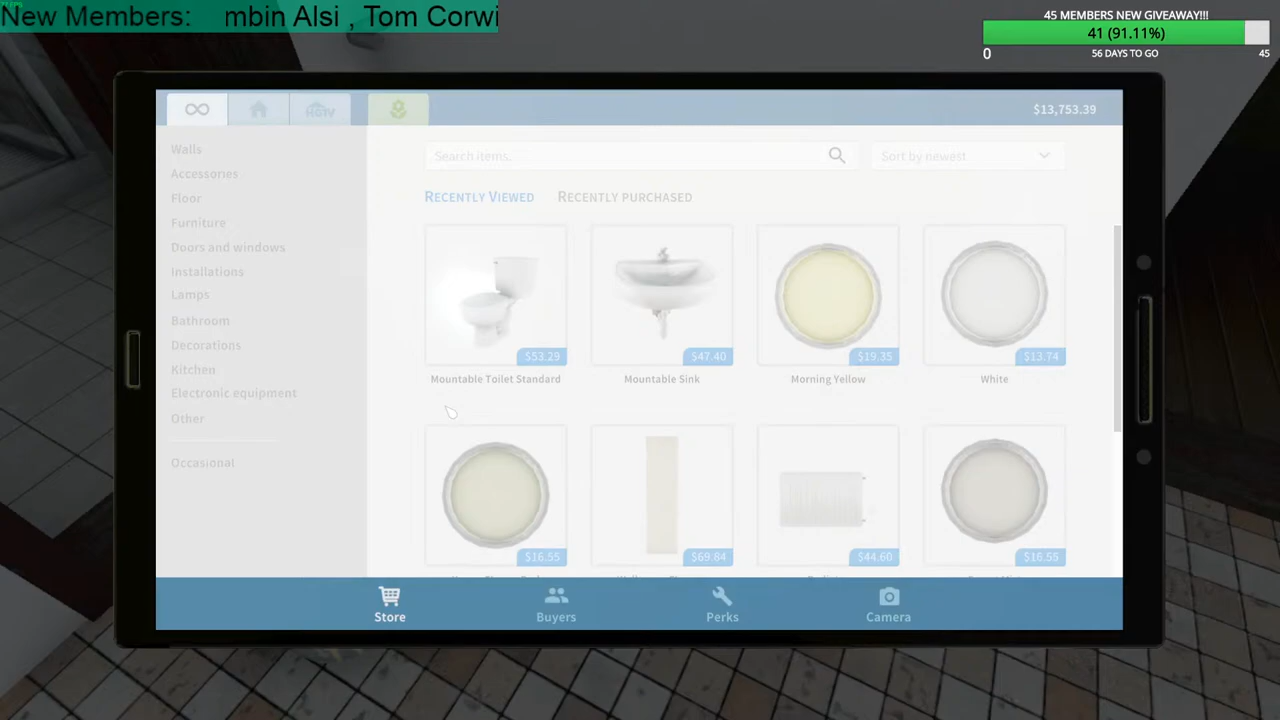 New Members: mbin Alsi , Tom Corwi
45 MEMBERS NEW GIVEAWAY!!!
41 (91.11%)
0 56 DAYS TO GO 45
HGTV $13,753.39
Walls
Accessories
Floor
Furniture
Doors and windows
Installations
Lamps
Bathroom
Decorations
Kitchen
Electronic equipment
Other
Occasional
Search items... Sort by newest
RECENTLY VIEWED RECENTLY PURCHASED
$53.29 $47.40 $19.35 $13.74
Mountable Toilet Standard Mountable Sink Morning Yellow White
$16.55 $69.84 $44.60 $16.55
Store Buyers Perks Camera